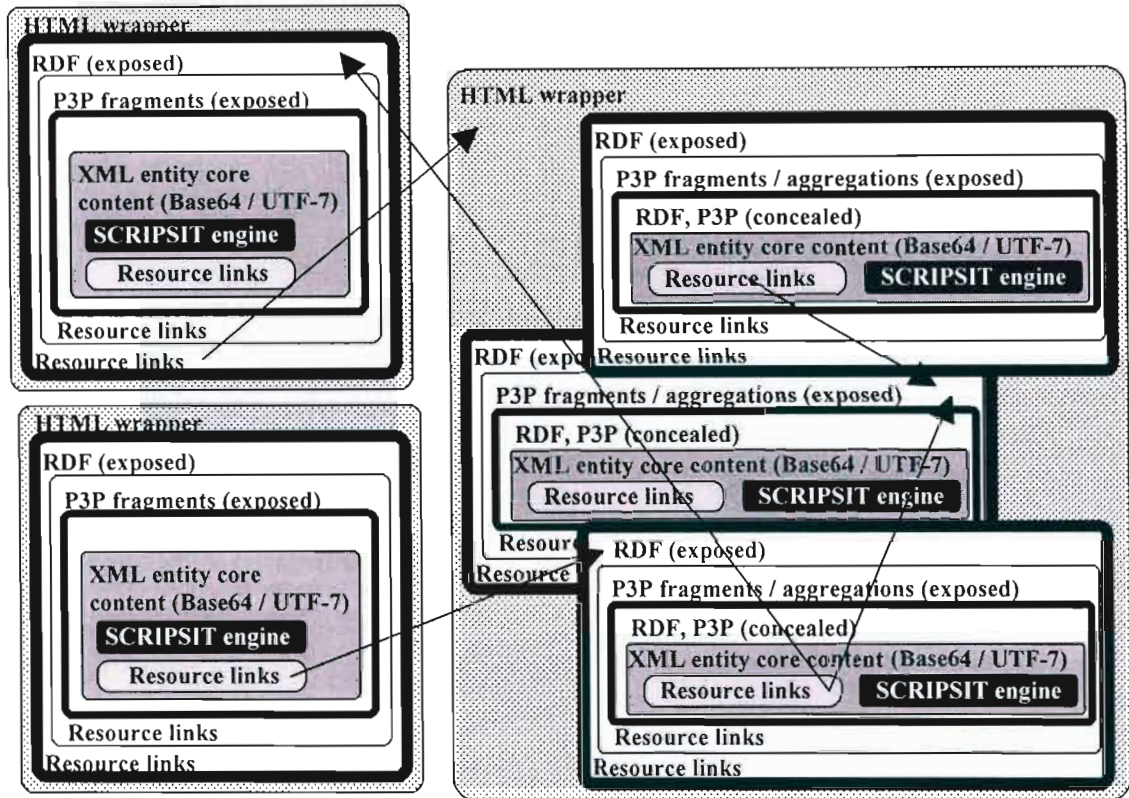 HTML wrapper
RDF (exposed)
P3P fragments (exposed)
XML entity core
content (Base64 / UTF-7)
SCRIPSIT engine
Resource links
Resource links
Resource links
HTML wrapper
RDF (exposed)
P3P fragments (exposed)
XML entity core
content (Base64 / UTF-7)
SCRIPSIT engine
Resource links
Resource links
Resource links
HTML wrapper
RDF (exposed)
P3P fragments / aggregations (exposed)
RDF, P3P (concealed)
XML entity core content (Base64 / UTF-7)
Resource links SCRIPSIT engine
Resource links
Resource links
RDF (expo
P3P fragments / aggregations (exposed)
RDF, P3P (concealed)
XML entity core content (Base64 / UTF-7)
Resource links SCRIPSIT engine
Resour
Resource
RDF (exposed)
P3P fragments / aggregations (exposed)
RDF, P3P (concealed)
XML entity core content (Base64 / UTF-7)
Resource links SCRIPSIT engine
Resource links
Resource links